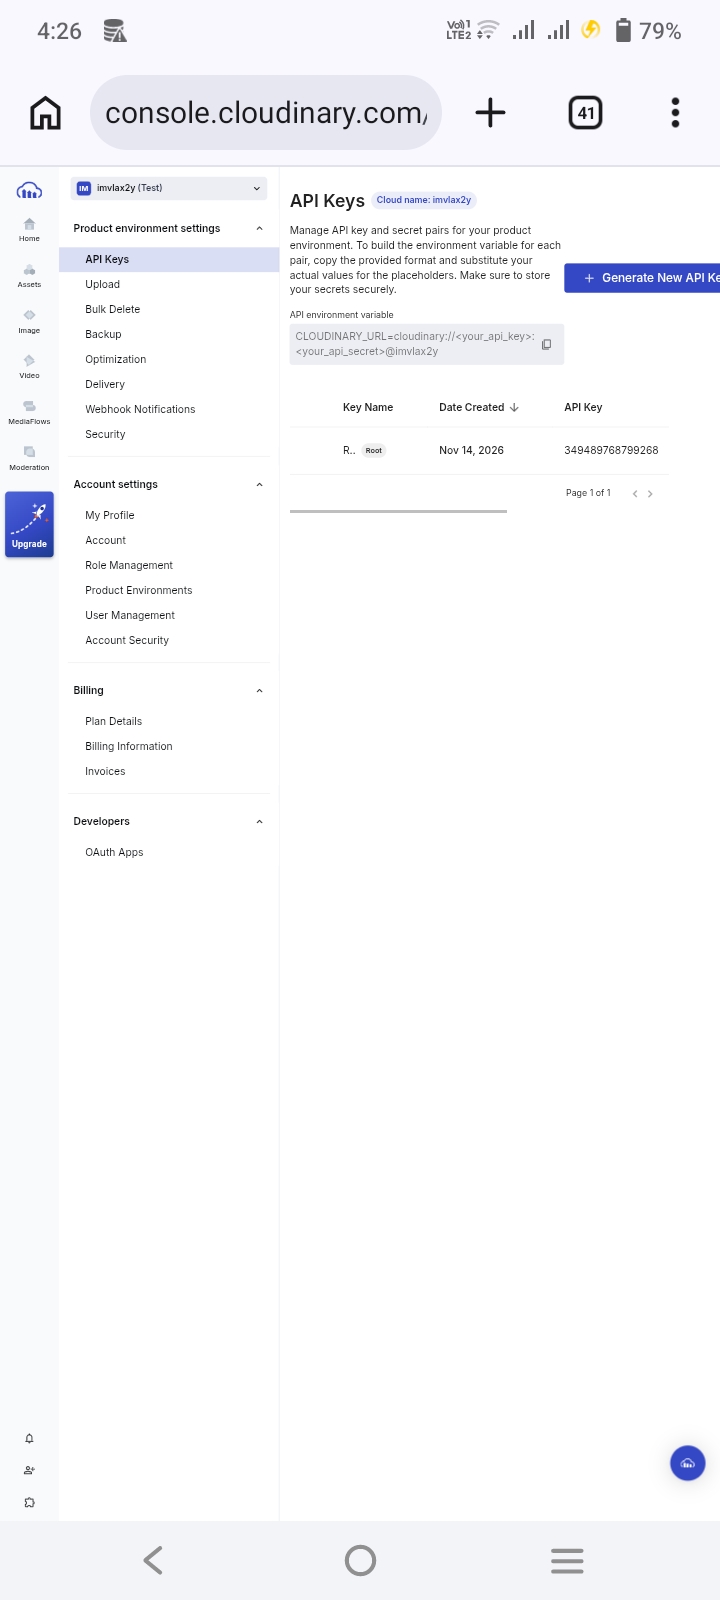 4:26
Vo)) 1
LTE2
79%
console.cloudinary.com/
41
IM imvlax2y (Test)
Home
Assets
Image
Video
MediaFlows
Moderation
Upgrade
Product environment settings
API Keys
Upload
Bulk Delete
Backup
Optimization
Delivery
Webhook Notifications
Security
Account settings
My Profile
Account
Role Management
Product Environments
User Management
Account Security
Billing
Plan Details
Billing Information
Invoices
Developers
OAuth Apps
API Keys Cloud name: imvlax2y
Manage API key and secret pairs for your product
environment. To build the environment variable for each
pair, copy the provided format and substitute your
actual values for the placeholders. Make sure to store
your secrets securely.
+ Generate New API Ke
API environment variable
CLOUDINARY_URL=cloudinary://<your_api_key>:
<your_api_secret>@imvlax2y
Key Name Date Created API Key
R.. Root Nov 14, 2026 349489768799268
Page 1 of 1